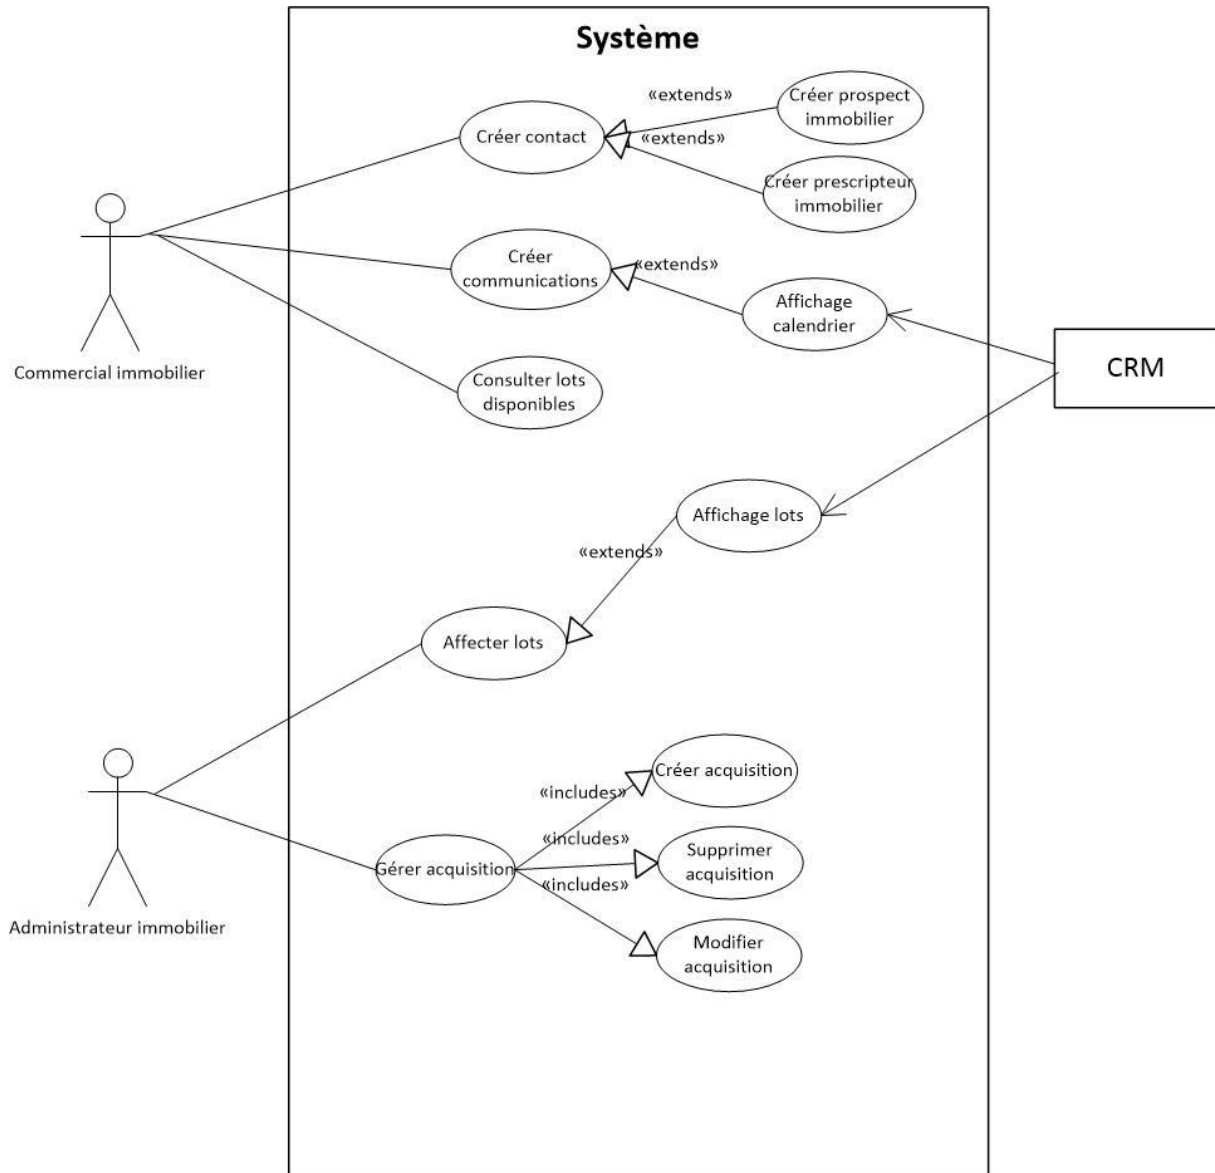 Système
«extends»
Créer prospect
immobilier
Créer contact
«extends»
Créer prescripteur
immobilier
Créer
communications
«extends»
Affichage
calendrier
Commercial immobilier
CRM
Consulter lots
disponibles
Affichage lots
«extends»
Affecter lots
Créer acquisition
«includes»
«includes»
Supprimer
acquisition
Gérer acquisition
«includes»
Administrateur immobilier
Modifier
acquisition